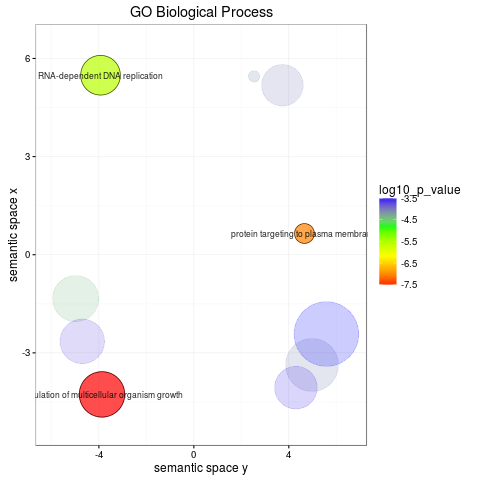 GO Biological Process
6
3
0
-3
semantic space x
RNA-dependent DNA replication
protein targeting to plasma membra
ulation of multicellular organism growth
-4
0
4
semantic space y
log10_p_value
-3.5
-4.5
-5.5
-6.5
-7.5